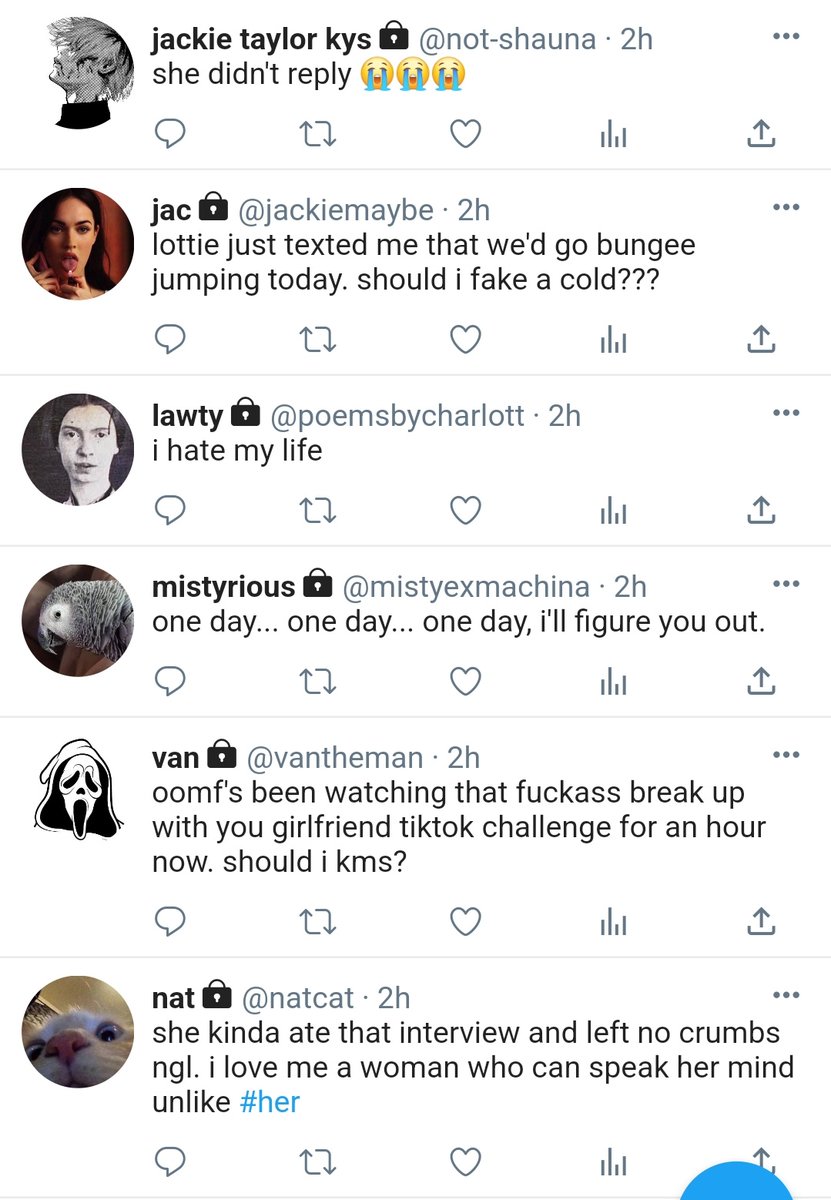 jackie taylor kys @not-shauna · 2h
she didn't reply 😭😭😭
jac @jackiemaybe · 2h
lottie just texted me that we'd go bungee
jumping today. should i fake a cold???
lawty @poemsbycharlott · 2h
i hate my life
mistyrious @mistyexmachina · 2h
one day... one day... one day, i'll figure you out.
van @vantheman · 2h
oomf's been watching that fuckass break up
with you girlfriend tiktok challenge for an hour
now. should i kms?
nat @natcat · 2h
she kinda ate that interview and left no crumbs
ngl. i love me a woman who can speak her mind
unlike #her